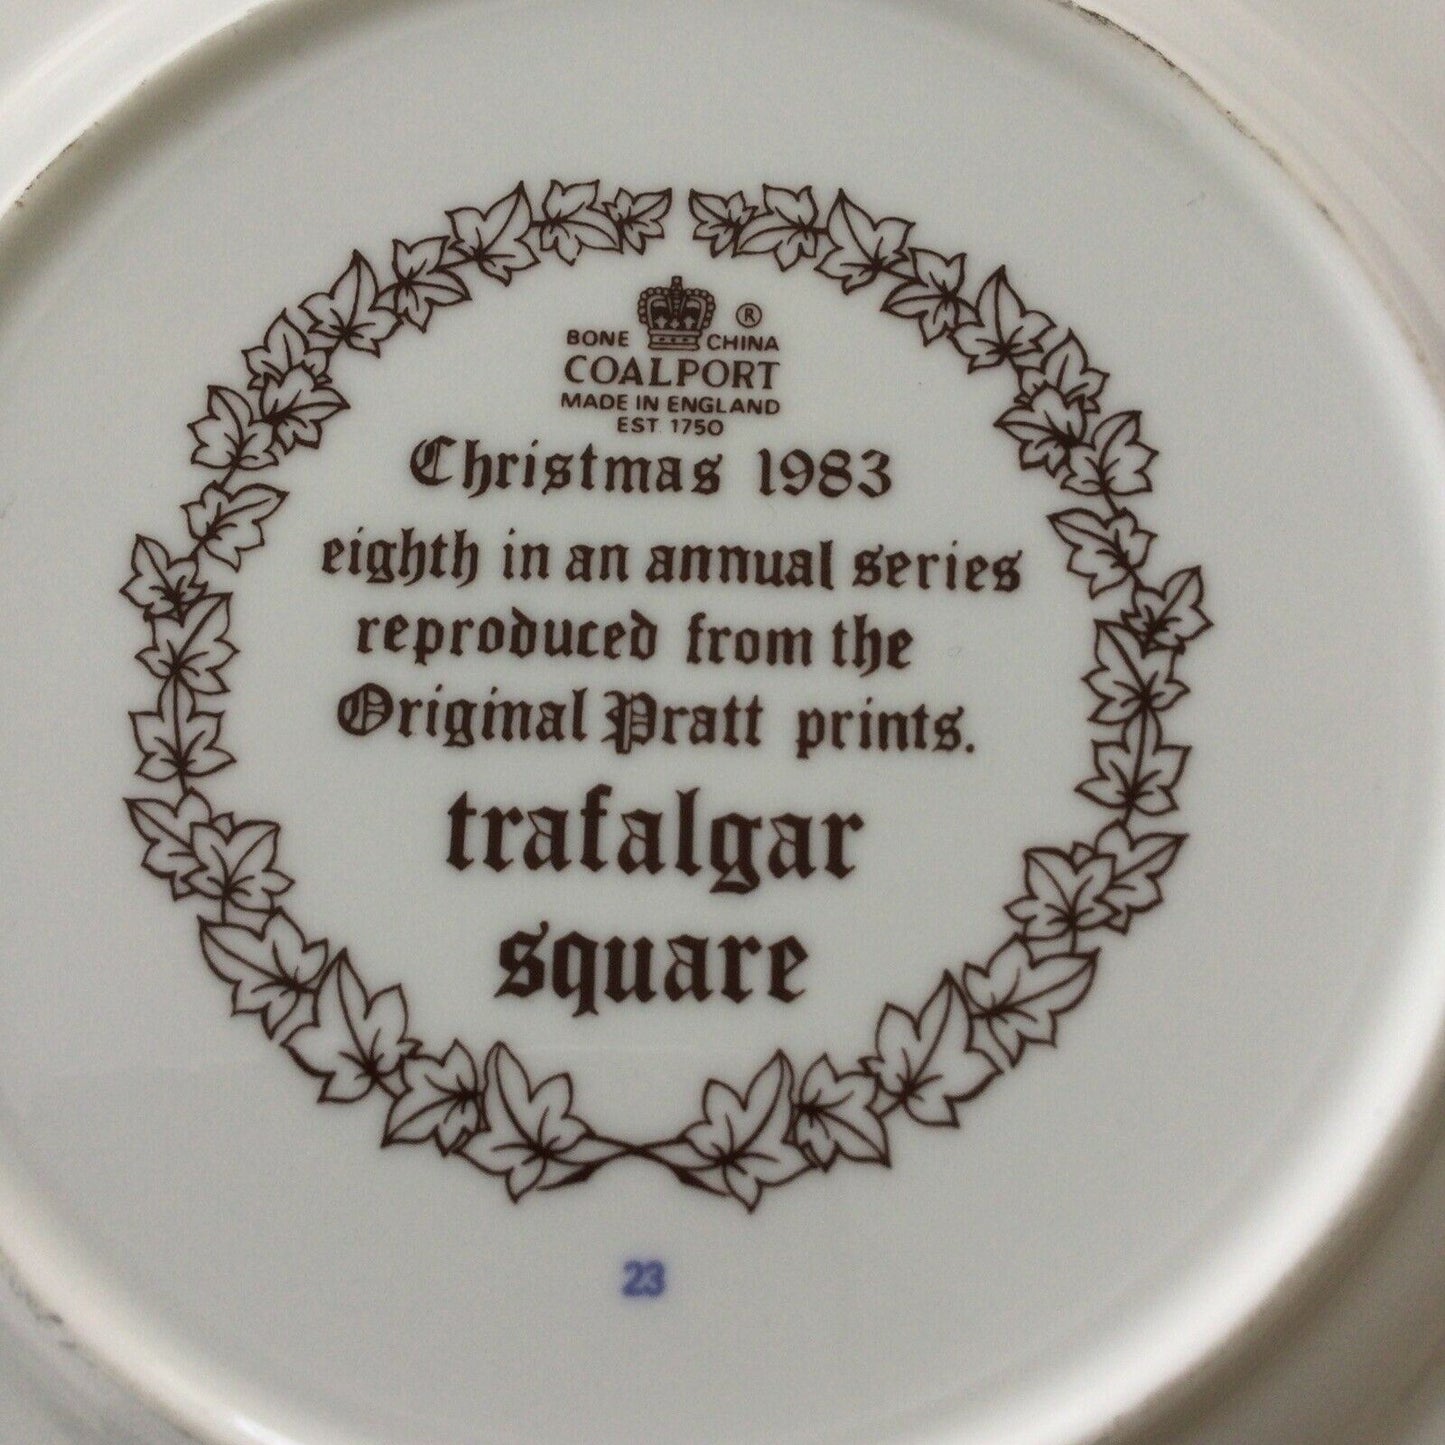 BONE CHINA ®
COALPORT
MADE IN ENGLAND
EST. 1750
Christmas 1983
eighth in an annual series
reproduced from the
Original Pratt prints.
trafalgar
square
23